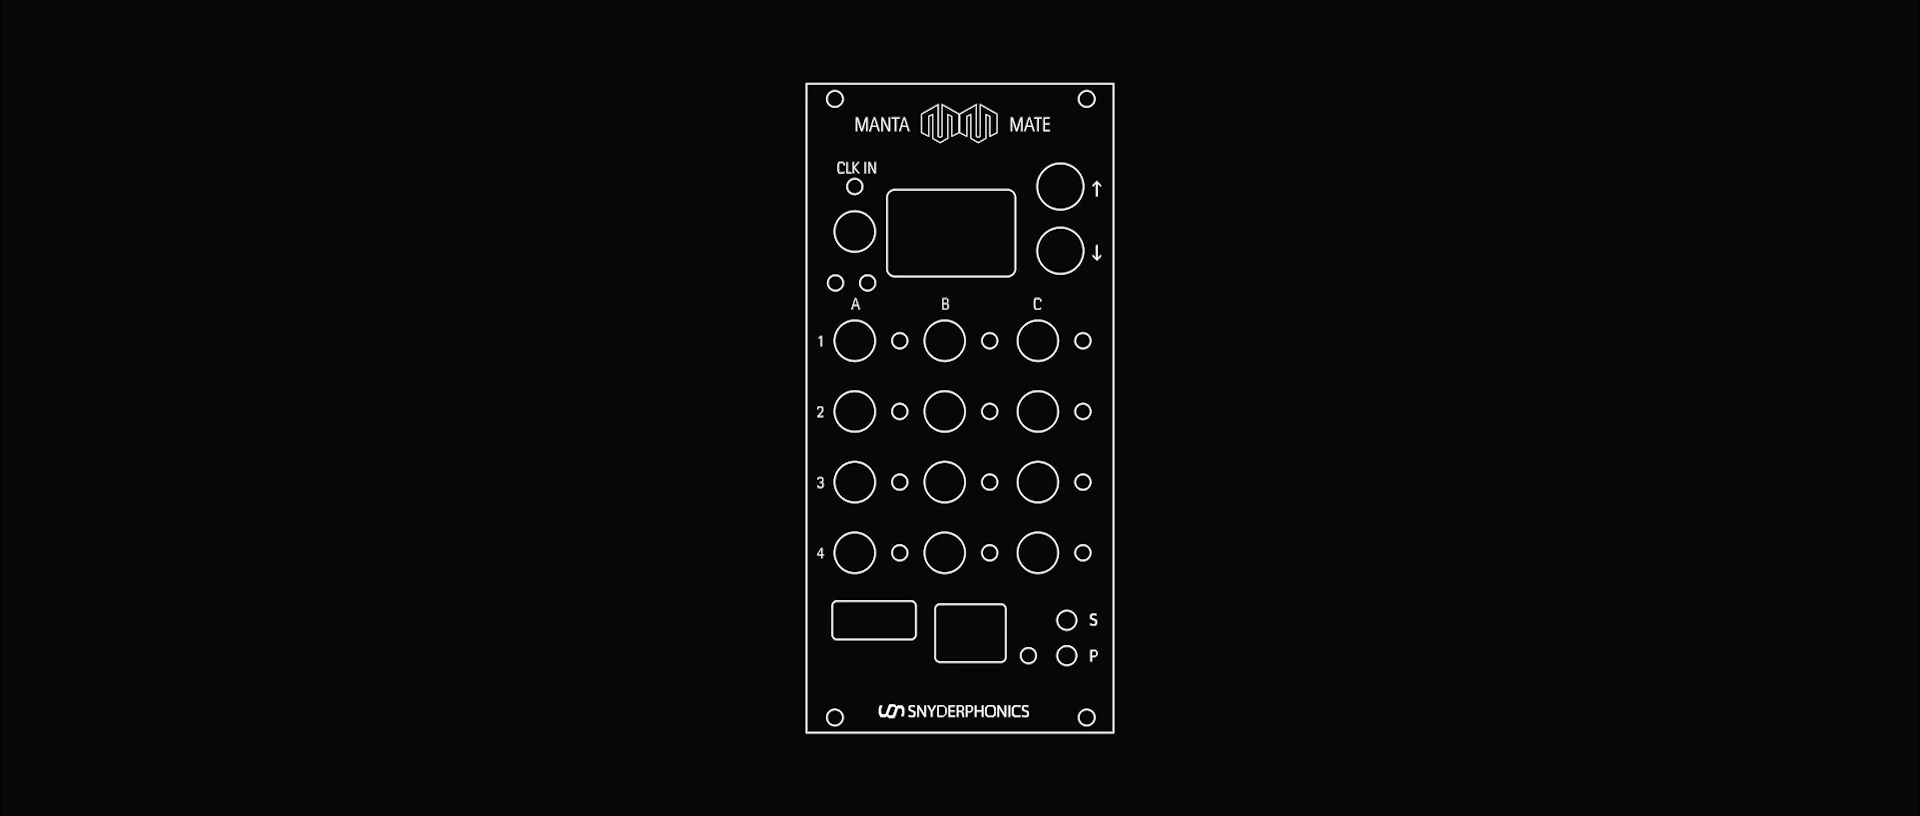 MANTA MATE
CLK IN
↑
↓
A B C
1
2
3
4
S
P
SNYDERPHONICS